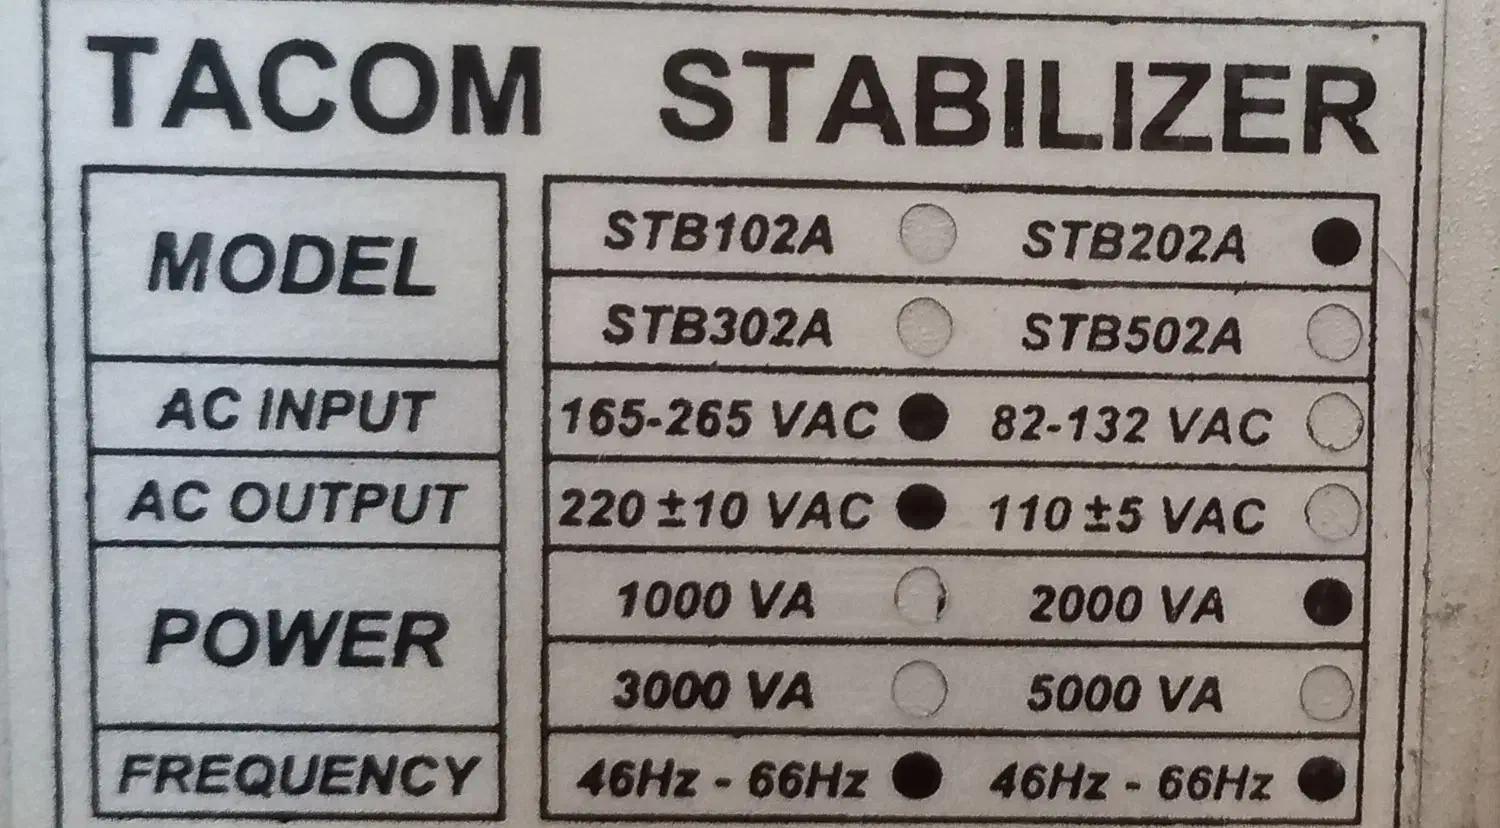 TACOM STABILIZER
MODEL
STB102A STB202A
STB302A STB502A
AC INPUT 165-265 VAC 82-132 VAC
AC OUTPUT 220 ±10 VAC 110 ±5 VAC
POWER
1000 VA 2000 VA
3000 VA 5000 VA
FREQUENCY 46Hz - 66Hz 46Hz - 66Hz